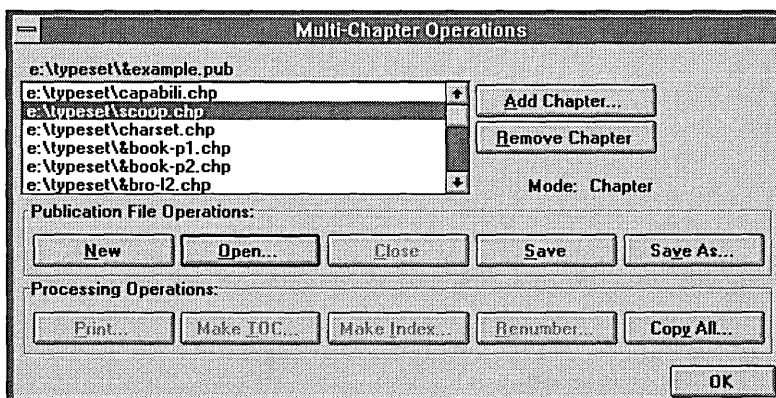 Multi-Chapter Operations
e:\typeset\&example.pub
e:\typeset\capabili.chp
e:\typeset\scoop.chp
e:\typeset\charset.chp
e:\typeset\&book-p1.chp
e:\typeset\&book-p2.chp
e:\typeset\&bro-l2.chp
Add Chapter...
Remove Chapter
Mode: Chapter
Publication File Operations:
New Open... Close Save Save As...
Processing Operations:
Print... Make TOC... Make Index... Renumber... Copy All...
OK